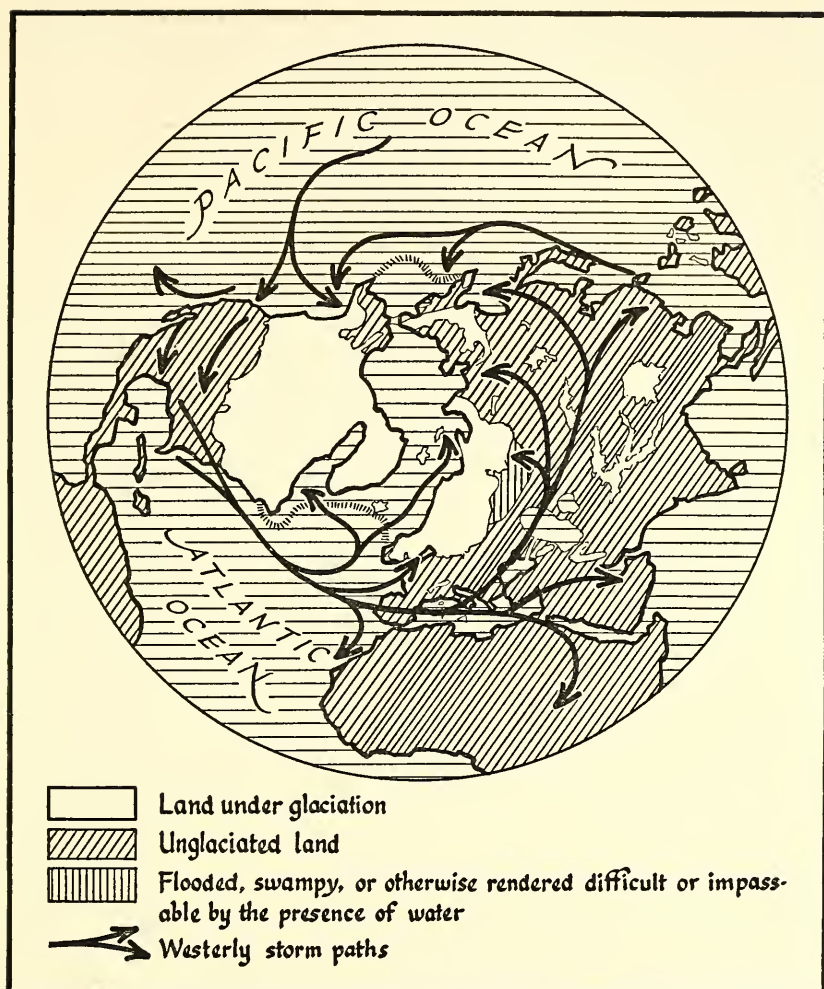 PACIFIC OCEAN
ATLANTIC
OCEAN
Land under glaciation
Unglaciated land
Flooded, swampy, or otherwise rendered difficult or impass-
able by the presence of water
Westerly storm paths